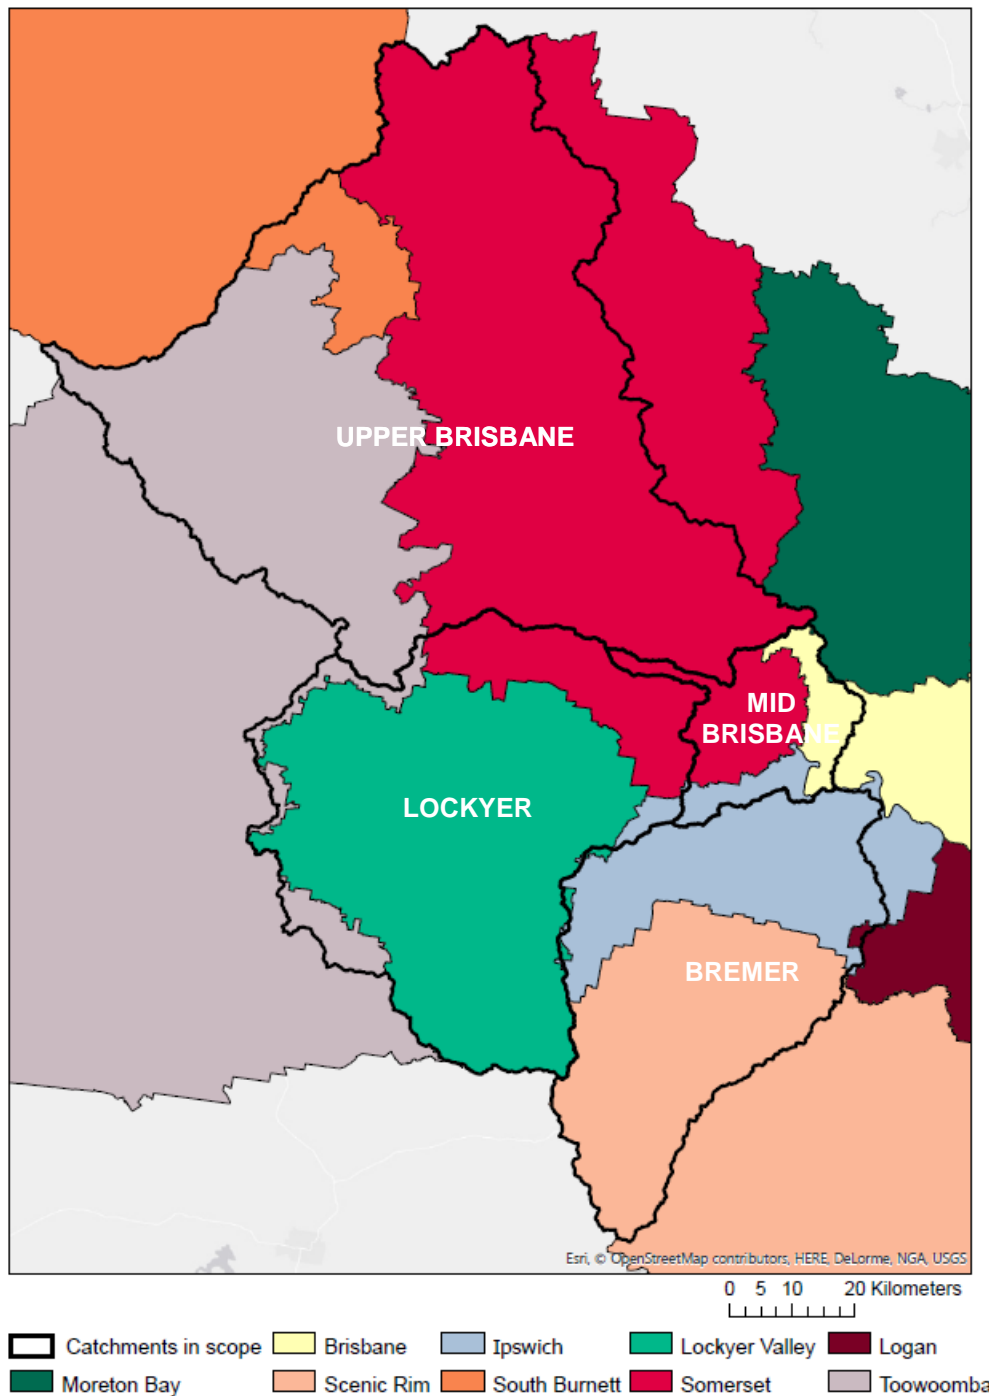 UPPER BRISBANE
MID
BRISBANE
LOCKYER
BREMER
Esri, © OpenStreetMap contributors, HERE, DeLorme, NGA, USGS
0 5 10 20 Kilometers
Catchments in scope Brisbane Ipswich Lockyer Valley Logan
Moreton Bay Scenic Rim South Burnett Somerset Toowoomba